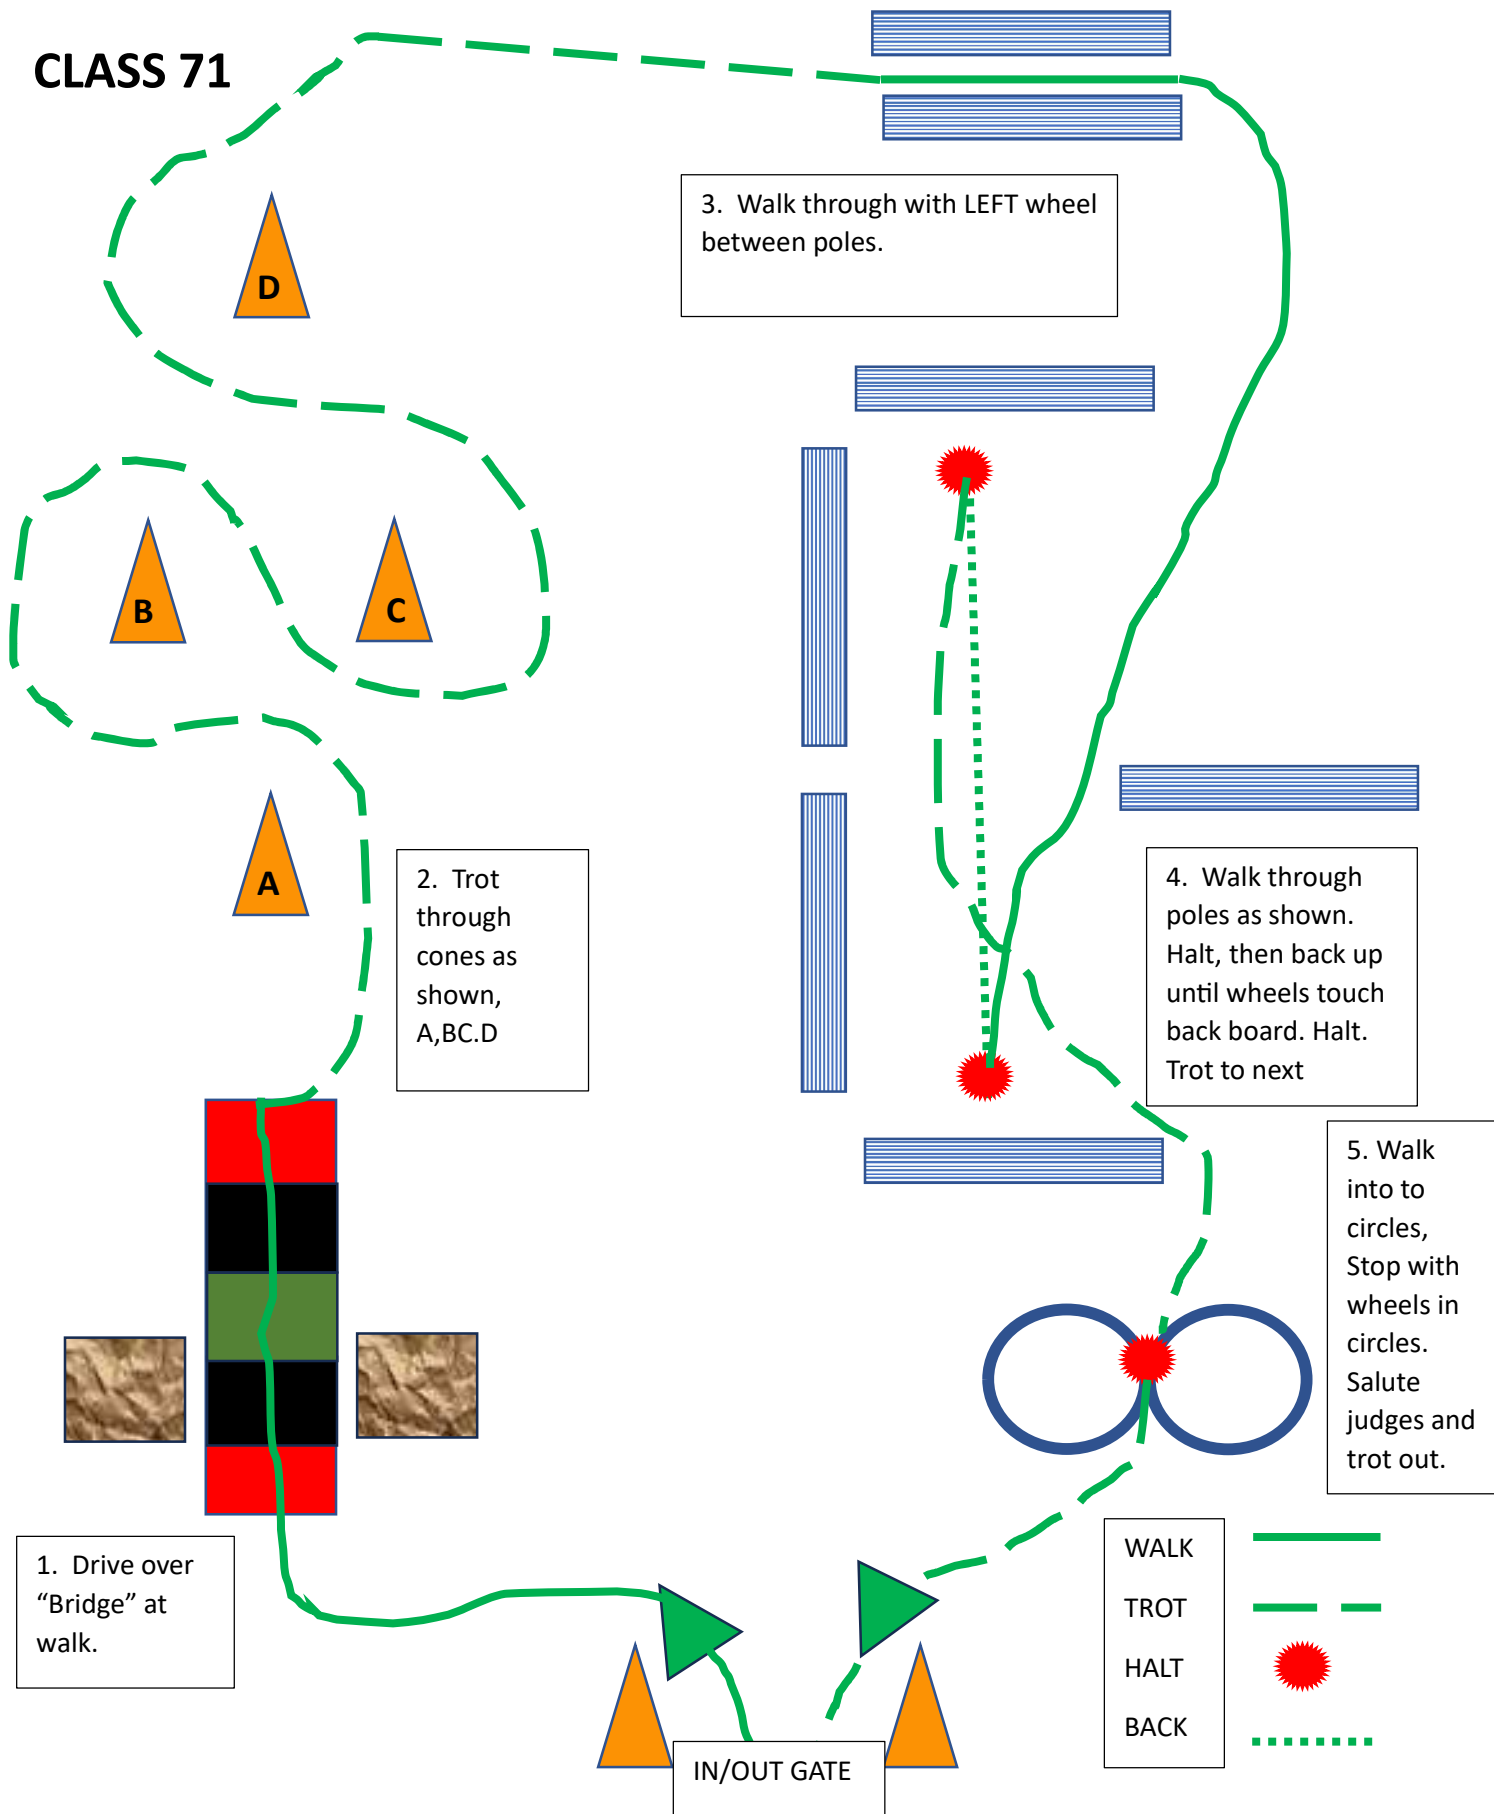 CLASS 71
3.  Walk through with LEFT wheel
between poles.
D
B
C
A
2.  Trot
through
cones as
shown,
A,BC.D
4.  Walk through
poles as shown.
Halt, then back up
until wheels touch
back board. Halt.
Trot to next
5. Walk
into to
circles,
Stop with
wheels in
circles.
Salute
judges and
trot out.
1.  Drive over
“Bridge” at
walk.
WALK
TROT
HALT
BACK
IN/OUT GATE